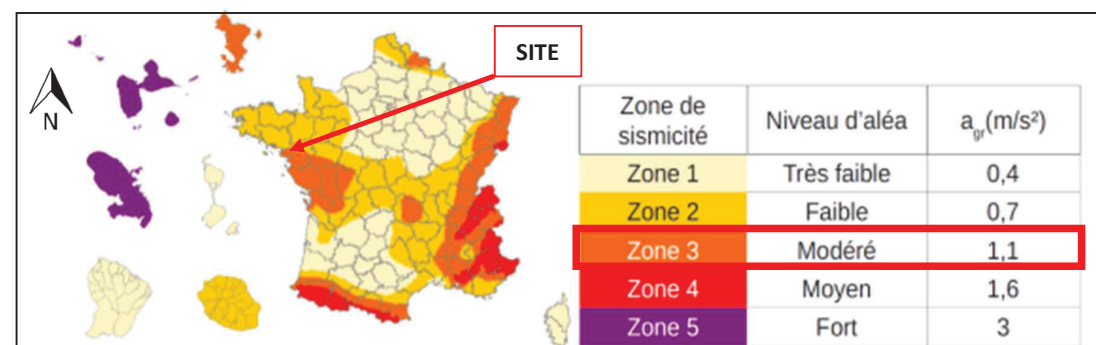 SITE
N
Zone de sismicité Niveau d'aléa a_gr(m/s²)
Zone 1 Très faible 0,4
Zone 2 Faible 0,7
Zone 3 Modéré 1,1
Zone 4 Moyen 1,6
Zone 5 Fort 3